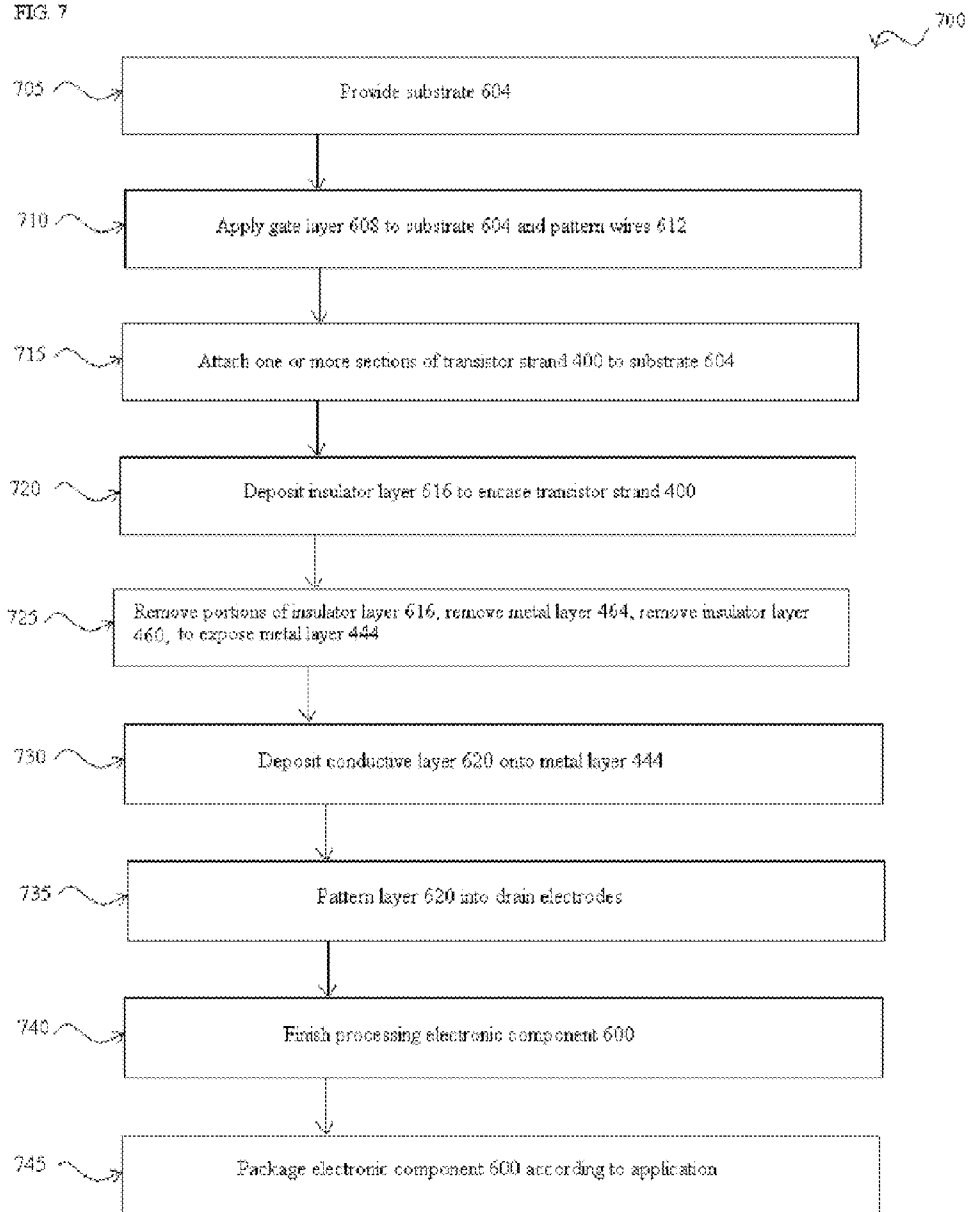 FIG. 7
700
705
Provide substrate 604
710
Apply gate layer 608 to substrate 604 and pattern wires 612
715
Attach one or more sections of transistor strand 400 to substrate 604
720
Deposit insulator layer 616 to encase transistor strand 400
725
Remove portions of insulator layer 616, remove metal layer 464, remove insulator layer
460, to expose metal layer 444
730
Deposit conductive layer 620 onto metal layer 444
735
Pattern layer 620 into drain electrodes
740
Finish processing electronic component 600
745
Package electronic component 600 according to application